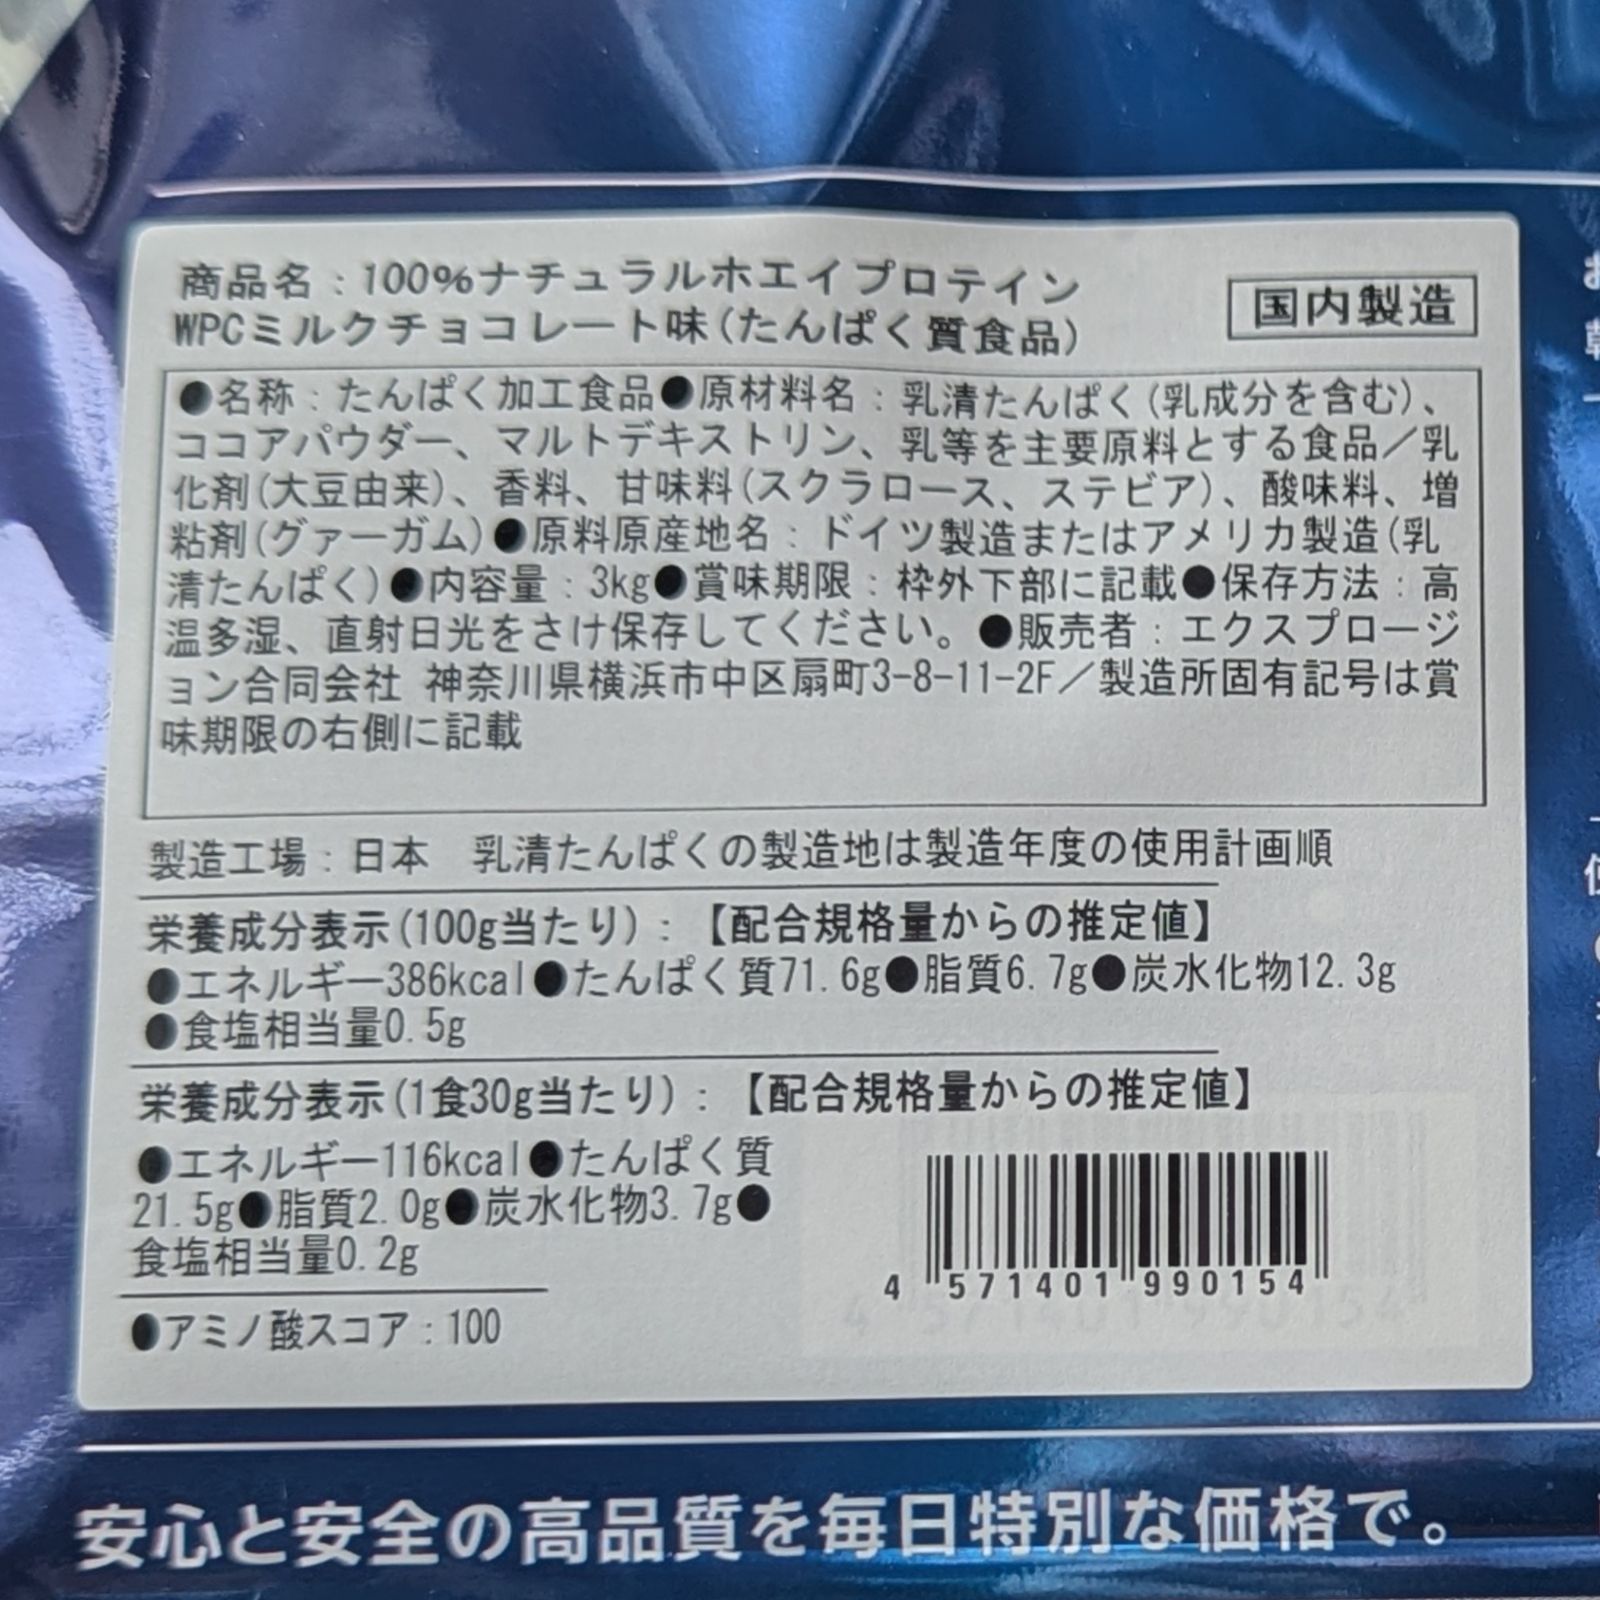 商品名：100%ナチュラルホエイプロテイン
WPCミルクチョコレート味(たんぱく質食品)
国内製造
●名称：たんぱく加工食品●原材料名：乳清たんぱく(乳成分を含む)、
ココアパウダー、マルトデキストリン、乳等を主要原料とする食品／乳
化剤(大豆由来)、香料、甘味料(スクラロース、ステビア)、酸味料、増
粘剤(グァーガム)●原料原産地名：ドイツ製造またはアメリカ製造(乳
清たんぱく)●内容量：3kg●賞味期限：枠外下部に記載●保存方法：高
温多湿、直射日光をさけ保存してください。●販売者：エクスプロージ
ョン合同会社 神奈川県横浜市中区扇町3-8-11-2F／製造所固有記号は賞
味期限の右側に記載
製造工場：日本　乳清たんぱくの製造地は製造年度の使用計画順
栄養成分表示(100g当たり)：【配合規格量からの推定値】
●エネルギー386kcal●たんぱく質71.6g●脂質6.7g●炭水化物12.3g
●食塩相当量0.5g
栄養成分表示(1食30g当たり)：【配合規格量からの推定値】
●エネルギー116kcal●たんぱく質
21.5g●脂質2.0g●炭水化物3.7g●
食塩相当量0.2g
●アミノ酸スコア：100
4 571401 990154
安心と安全の高品質を毎日特別な価格で。